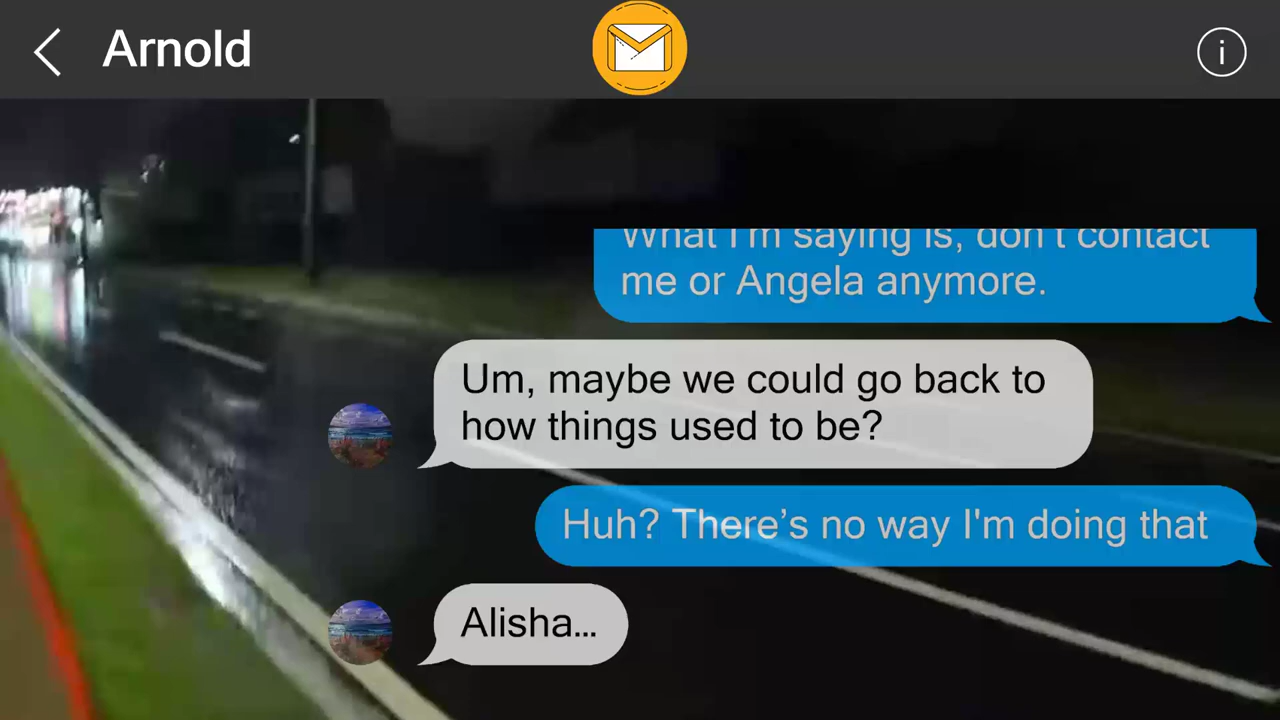 Arnold
What I'm saying is, don't contact
me or Angela anymore.
Um, maybe we could go back to
how things used to be?
Huh? There’s no way I'm doing that
Alisha...